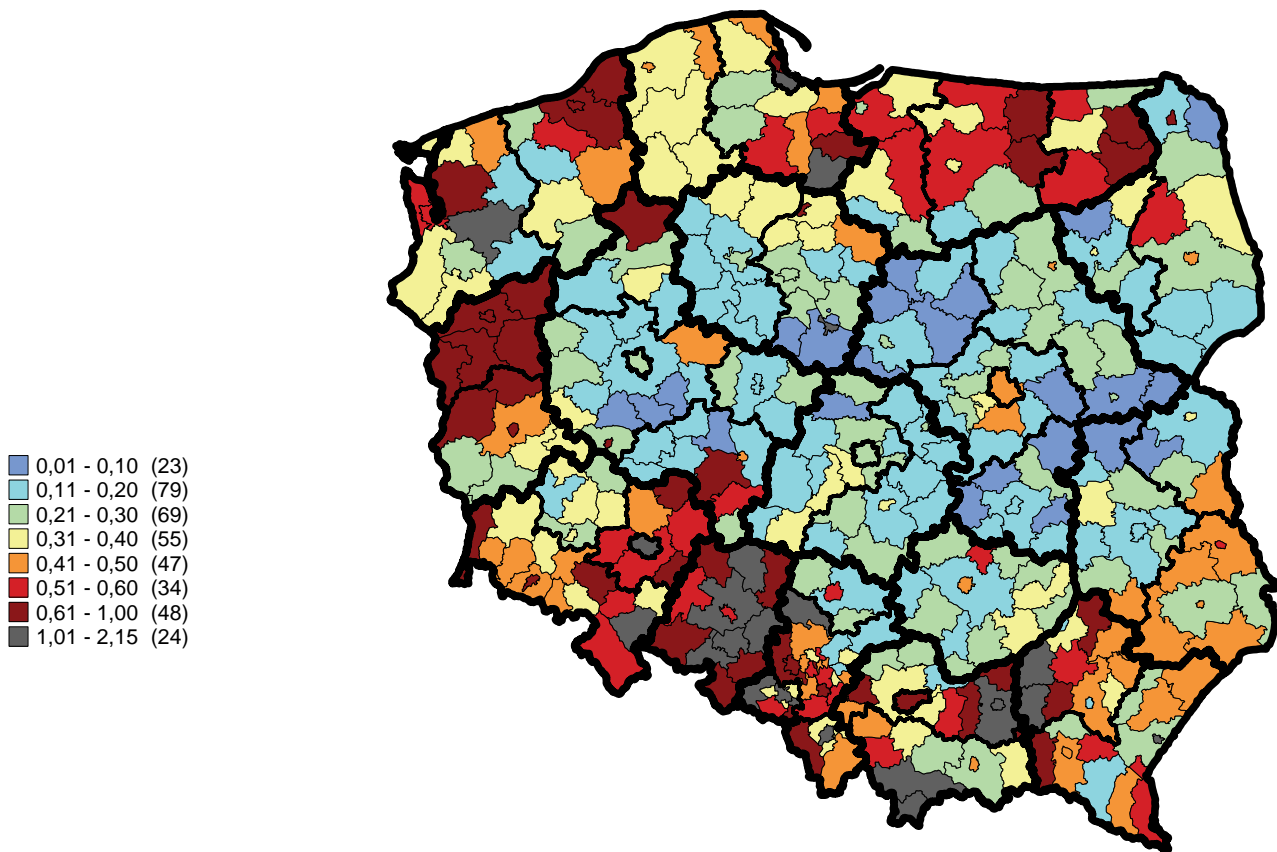 0,01 - 0,10 (23)
0,11 - 0,20 (79)
0,21 - 0,30 (69)
0,31 - 0,40 (55)
0,41 - 0,50 (47)
0,51 - 0,60 (34)
0,61 - 1,00 (48)
1,01 - 2,15 (24)